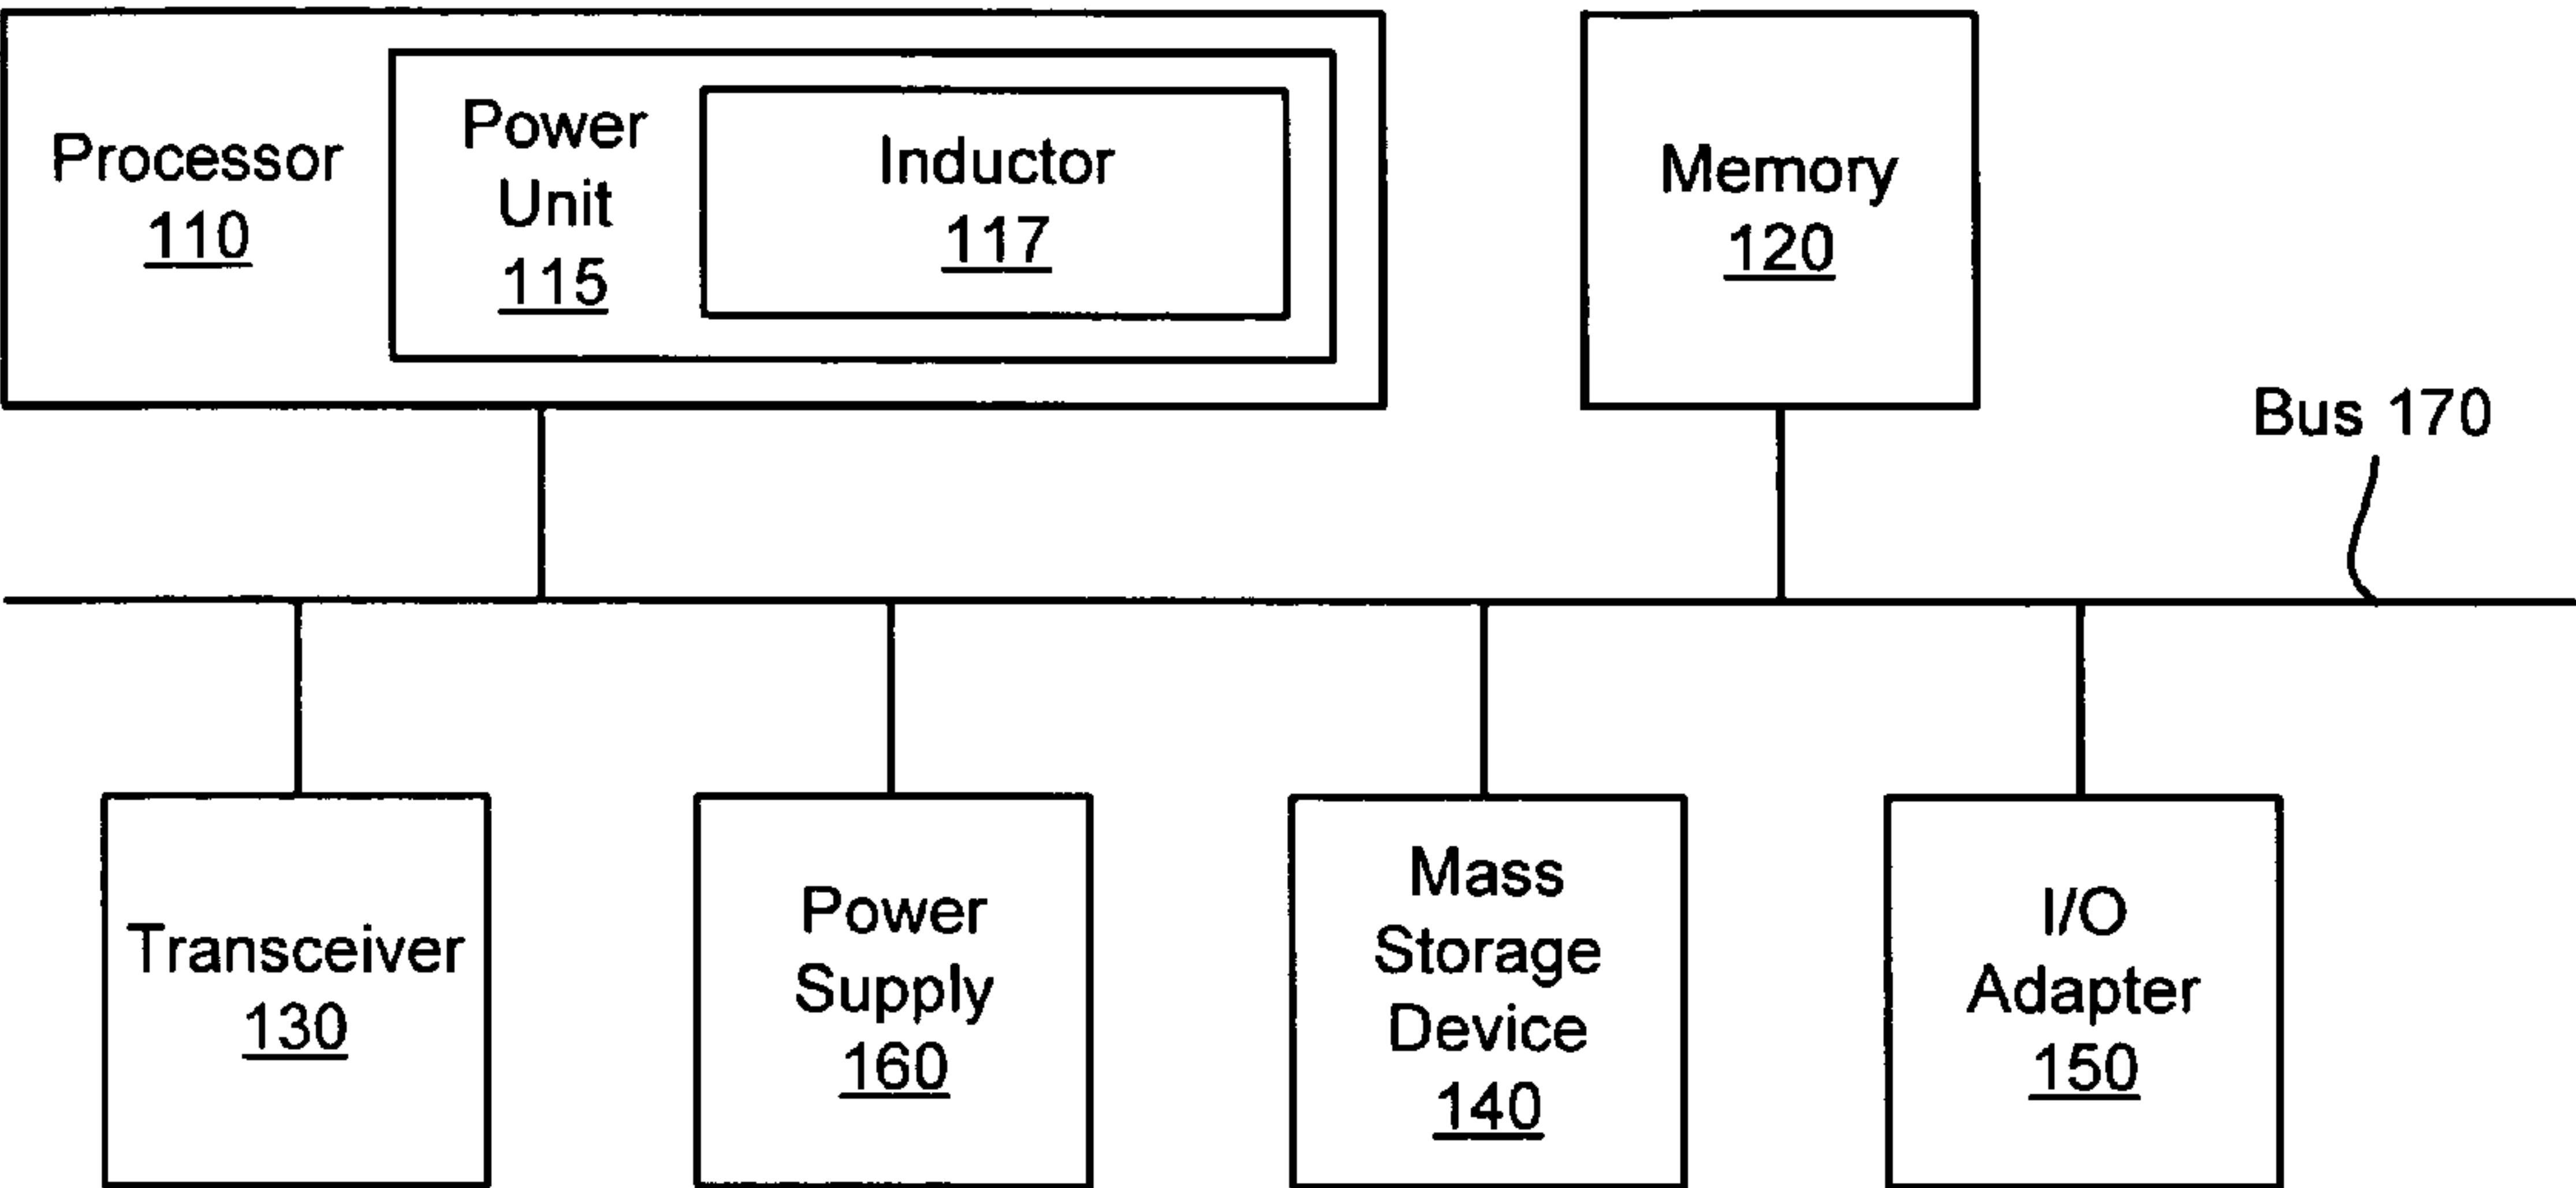 Processor
110
Power
Unit
115
Inductor
117
Memory
120
Bus 170
Transceiver
130
Power
Supply
160
Mass
Storage
Device
140
I/O
Adapter
150